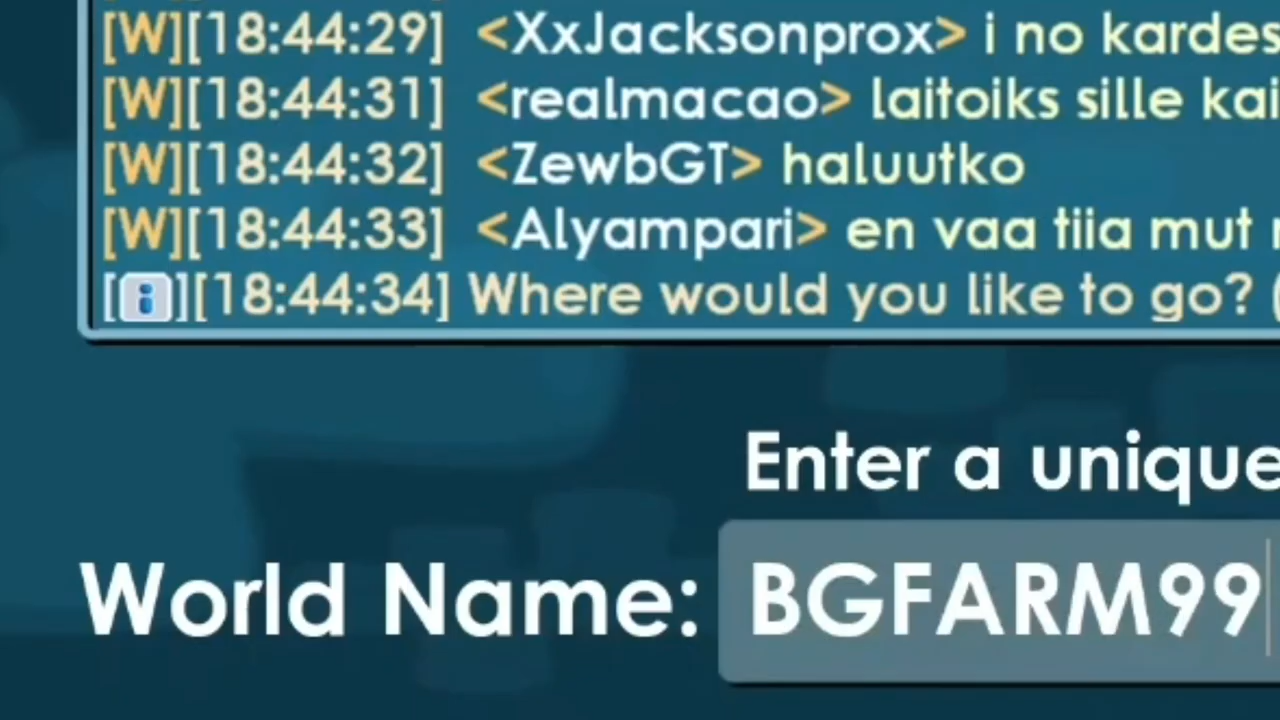 [W][18:44:29] <XxJacksonprox> i no kardes
[W][18:44:31] <realmacao> laitoiks sille kai
[W][18:44:32] <ZewbGT> haluutko
[W][18:44:33] <Alyampari> en vaa tiia mut
[i][18:44:34] Where would you like to go? (
Enter a unique
World Name: BGFARM99